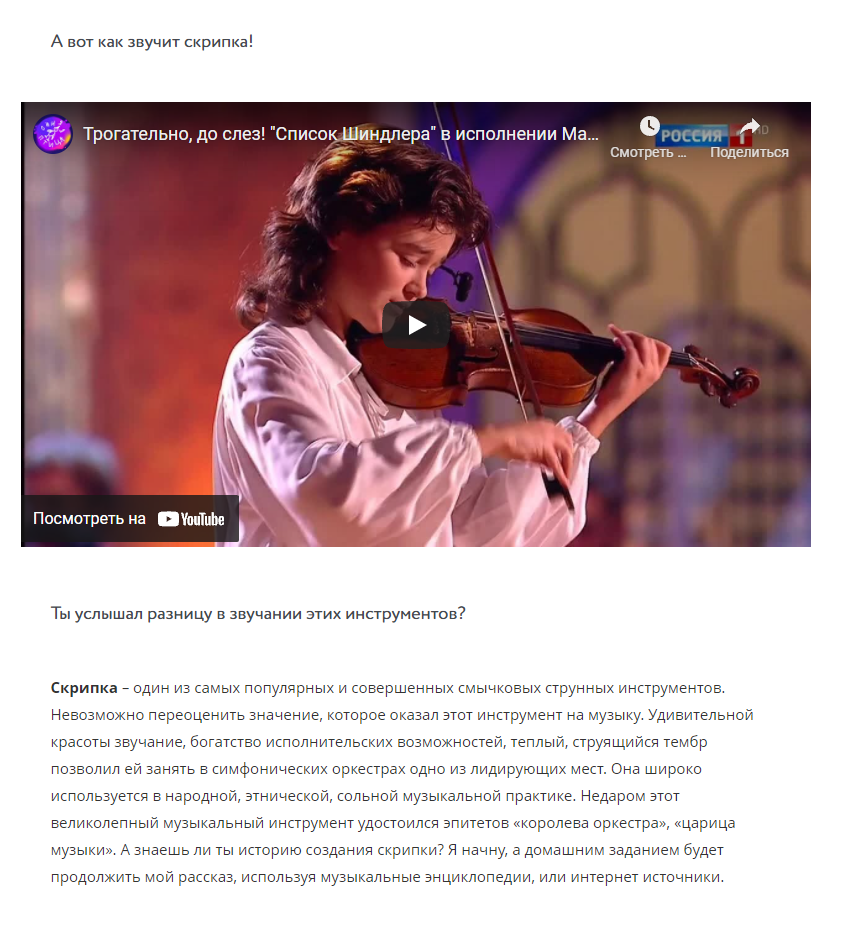 А вот как звучит скрипка!
Трогательно, до слез! "Список Шиндлера" в исполнении Ма...
РОССИЯ 1 HD
Смотреть ...
Поделиться
Посмотреть на YouTube
Ты услышал разницу в звучании этих инструментов?
Скрипка – один из самых популярных и совершенных смычковых струнных инструментов.
Невозможно переоценить значение, которое оказал этот инструмент на музыку. Удивительной
красоты звучание, богатство исполнительских возможностей, теплый, струящийся тембр
позволил ей занять в симфонических оркестрах одно из лидирующих мест. Она широко
используется в народной, этнической, сольной музыкальной практике. Недаром этот
великолепный музыкальный инструмент удостоился эпитетов «королева оркестра», «царица
музыки». А знаешь ли ты историю создания скрипки? Я начну, а домашним заданием будет
продолжить мой рассказ, используя музыкальные энциклопедии, или интернет источники.